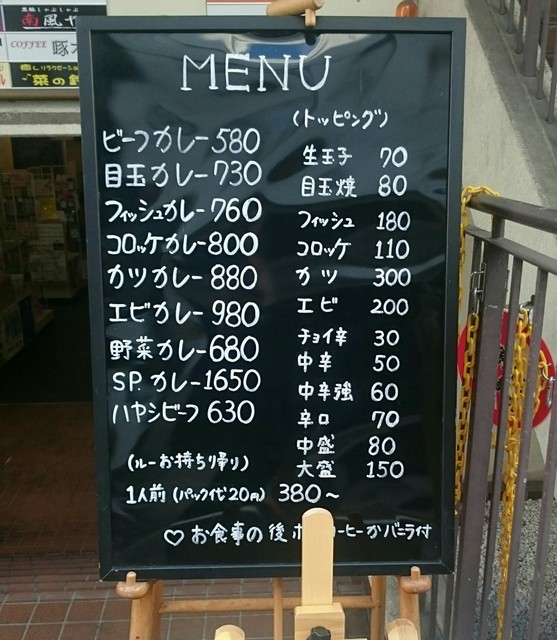 南風や
COFFEE 啄木
菜の
MENU
ビーフカレー580
目玉カレー730
フィッシュカレー760
コロッケカレー800
カツカレー880
エビカレー980
野菜カレー680
SP.カレー1650
ハヤシビーフ630
(ルーお持ち帰り)
1人前(パック代20円) 380〜
(トッピング)
生玉子 70
目玉焼 80
フィッシュ 180
コロッケ 110
カツ 300
エビ 200
チョイ辛 30
中辛 50
中辛強 60
辛口 70
中盛 80
大盛 150
♡お食事の後ホ ーヒーかバニラ付